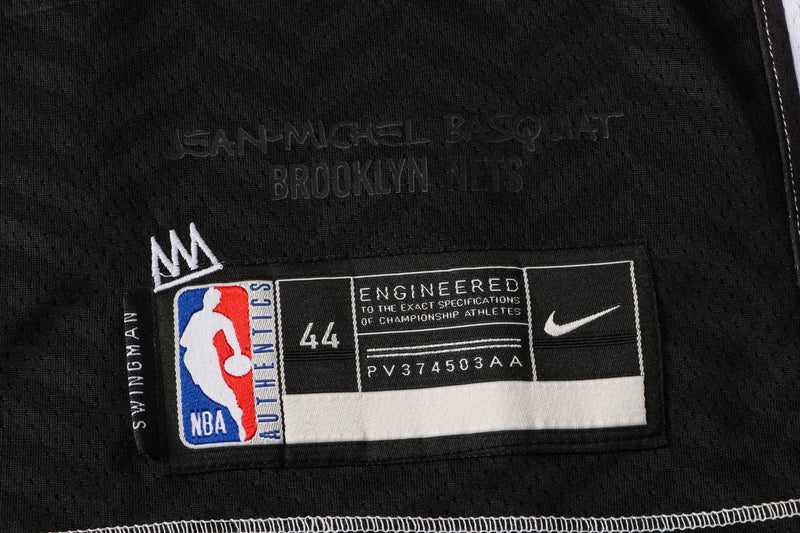 JEAN-MICHEL BASQUIAT
BROOKLYN NETS
SWINGMAN
NBA
AUTHENTICS
44
ENGINEERED
TO THE EXACT SPECIFICATIONS
OF CHAMPIONSHIP ATHLETES
PV374503AA